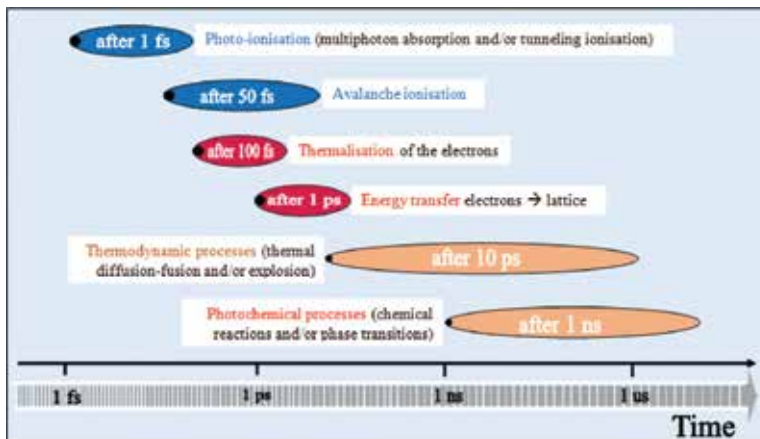 after 1 fs Photo-ionisation (multiphoton absorption and/or tunneling ionisation)
after 50 fs Avalanche ionisation
after 100 fs Thermalisation of the electrons
after 1 ps Energy transfer electrons → lattice
Thermodynamic processes (thermal
diffusion-fusion and/or explosion)
after 10 ps
Photochemical processes (chemical
reactions and/or phase transitions)
after 1 ns
1 fs 1 ps 1 ns 1 us
Time